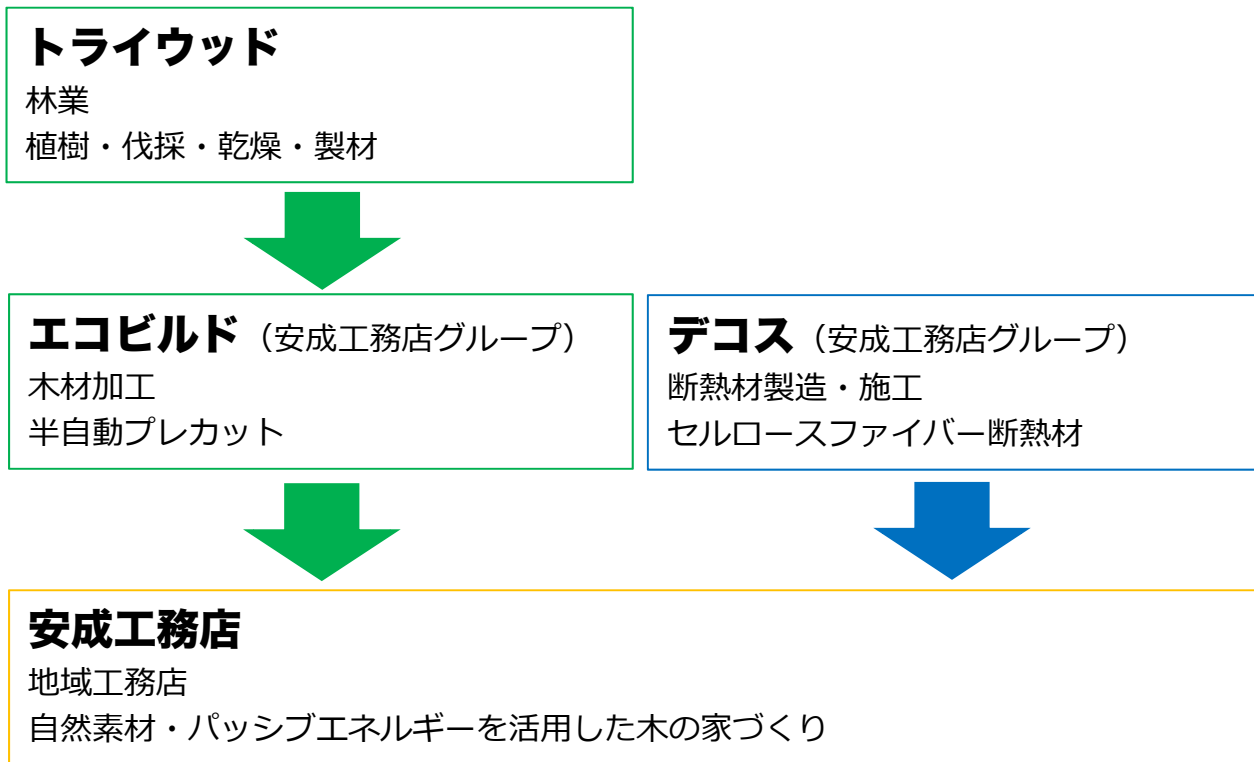 トライウッド
林業
植樹・伐採・乾燥・製材
エコビルド（安成工務店グループ）
木材加工
半自動プレカット
デコス（安成工務店グループ）
断熱材製造・施工
セルロースファイバー断熱材
安成工務店
地域工務店
自然素材・パッシブエネルギーを活用した木の家づくり